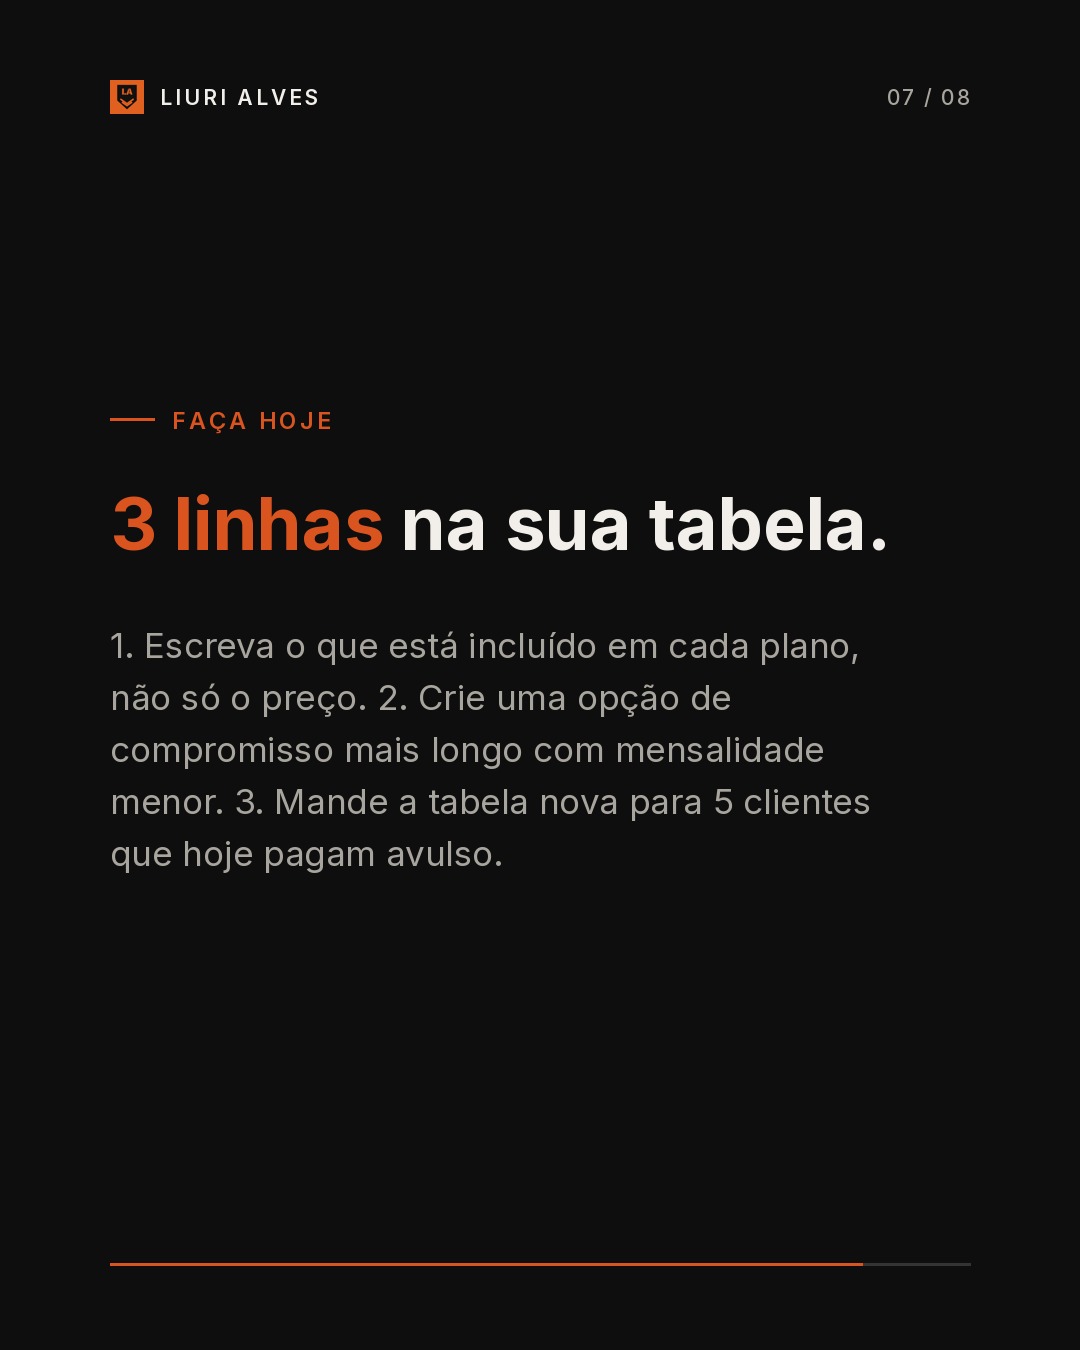 LA
LIURI ALVES
07 / 08
FAÇA HOJE
3 linhas na sua tabela.
1. Escreva o que está incluído em cada plano,
não só o preço. 2. Crie uma opção de
compromisso mais longo com mensalidade
menor. 3. Mande a tabela nova para 5 clientes
que hoje pagam avulso.